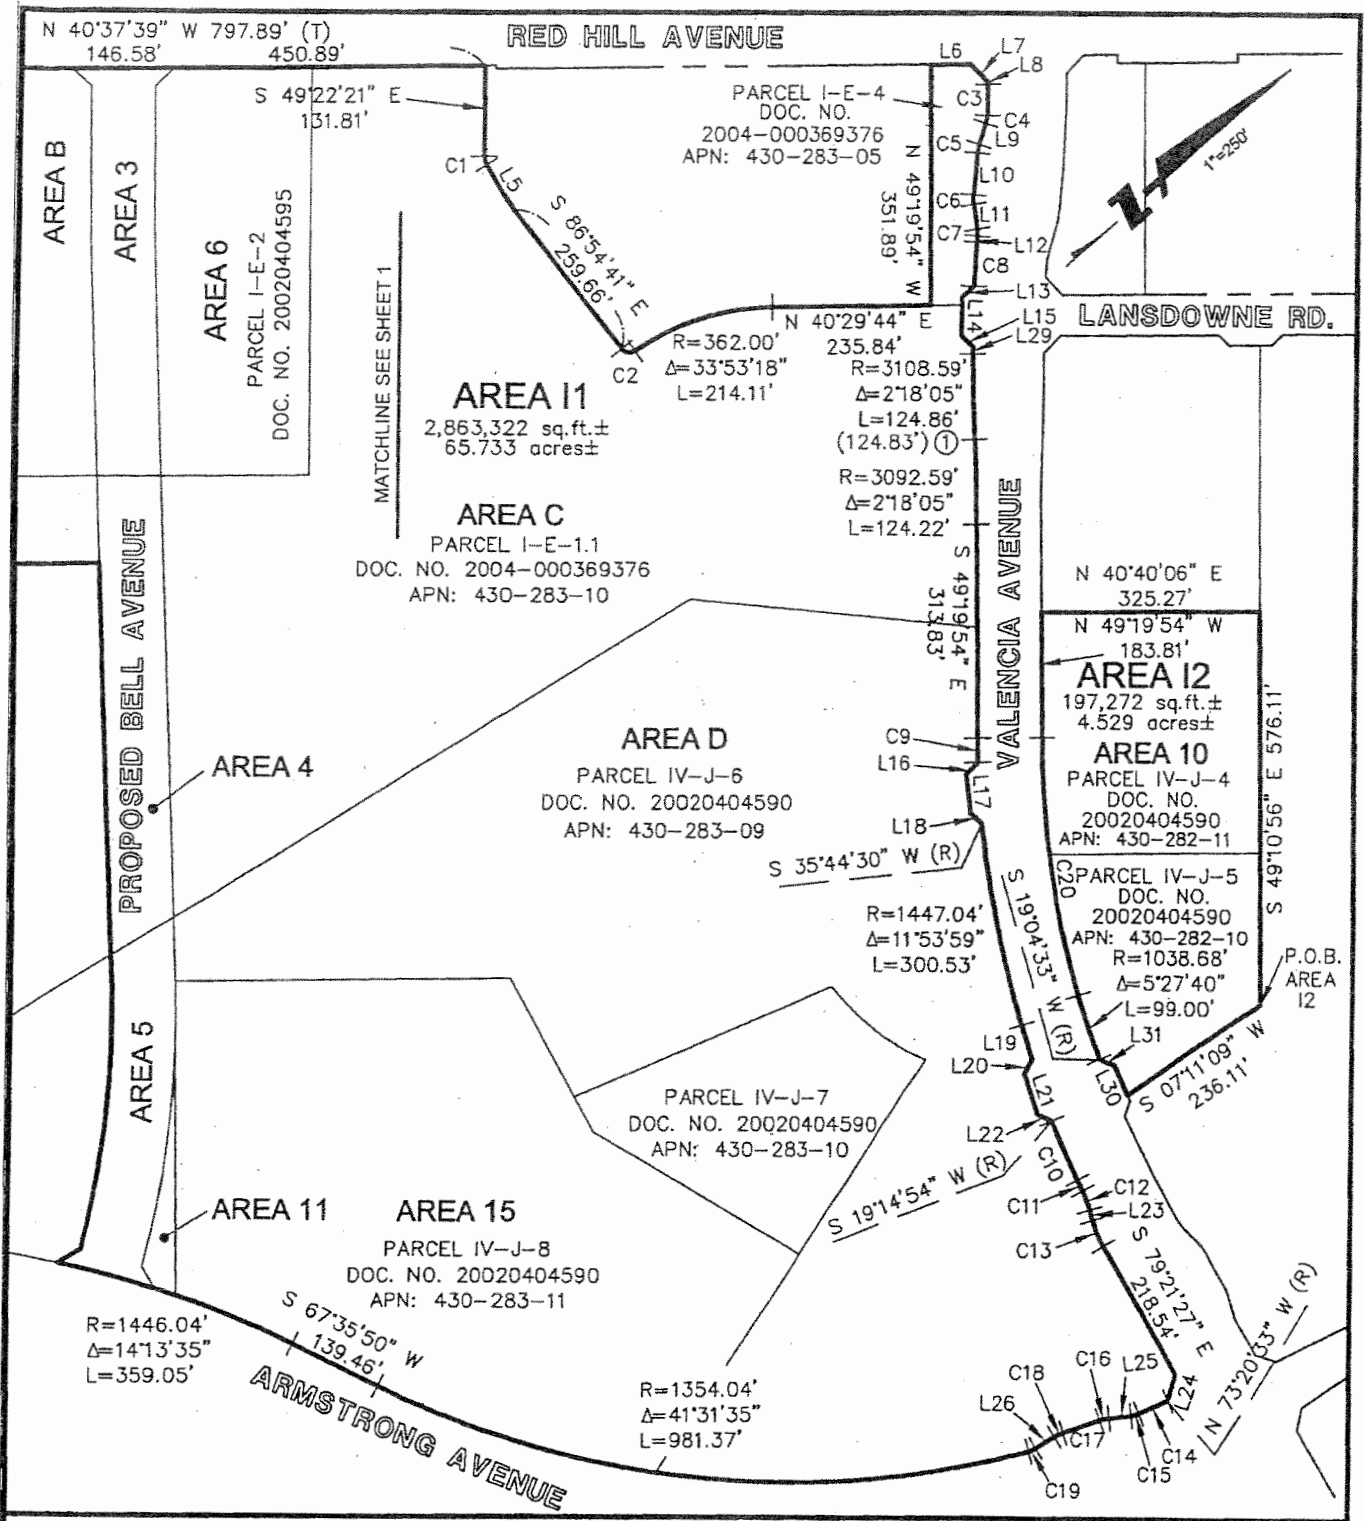 N 40°37'39" W 797.89' (T)
146.58' 450.89'
RED HILL AVENUE
L6
L7
L8
S 49°22'21" E
131.81'
PARCEL I-E-4
DOC. NO.
2004-000369376
APN: 430-283-05
C3
C4
L9
C5
L10
C6
L11
C7
L12
C8
L13
L14
L15
L29
N 49°19'54" W
351.89'
1"=250'
N
LANSDOWNE RD.
AREA B
AREA 3
AREA 6
PARCEL I-E-2
DOC. NO. 20020404595
C1
L5
S 86°54'41" E
259.66'
C2
MATCHLINE SEE SHEET 1
R=362.00'
Δ=33°53'18"
L=214.11'
N 40°29'44" E
235.84'
R=3108.59'
Δ=2°18'05"
L=124.86'
(124.83') 1
R=3092.59'
Δ=2°18'05"
L=124.22'
AREA I1
2,863,322 sq.ft.±
65.733 acres±
AREA C
PARCEL I-E-1.1
DOC. NO. 2004-000369376
APN: 430-283-10
S 49°19'54" E
313.83'
VALENCIA AVENUE
N 40°40'06" E
325.27'
N 49°19'54" W
183.81'
AREA I2
197,272 sq.ft.±
4.529 acres±
AREA 10
PARCEL IV-J-4
DOC. NO.
20020404590
APN: 430-282-11
S 49°10'56" E 576.11'
PROPOSED BELL AVENUE
AREA 4
AREA D
PARCEL IV-J-6
DOC. NO. 20020404590
APN: 430-283-09
C9
L16
L17
L18
S 35°44'30" W (R)
C20
PARCEL IV-J-5
DOC. NO.
20020404590
APN: 430-282-10
R=1038.68'
Δ=5°27'40"
L=99.00'
R=1447.04'
Δ=11°53'59"
L=300.53'
S 19°04'33" W (R)
P.O.B.
AREA
I2
L31
L30
S 07°11'09" W
236.11'
AREA 5
L19
L20
L21
L22
PARCEL IV-J-7
DOC. NO. 20020404590
APN: 430-283-10
S 19°14'54" W (R)
C10
C11
C12
L23
C13
S 79°21'27" E
218.54'
AREA 11
AREA 15
PARCEL IV-J-8
DOC. NO. 20020404590
APN: 430-283-11
R=1446.04'
Δ=14°13'35"
L=359.05'
S 67°35'50" W
139.46'
ARMSTRONG AVENUE
R=1354.04'
Δ=41°31'35"
L=981.37'
L26
C18
C16
L25
L24
C17
C14
C15
C19
N 73°20'33" W (R)